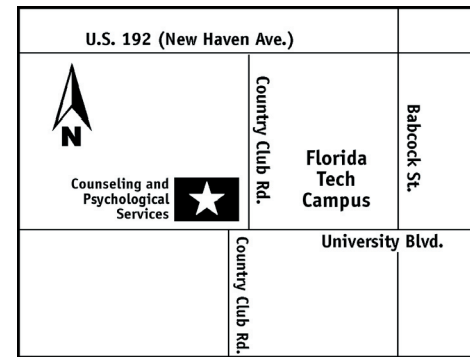 U.S. 192 (New Haven Ave.)
N
Country Club Rd.
Babcock St.
Florida
Tech
Campus
Counseling and
Psychological
Services
University Blvd.
Country Club Rd.